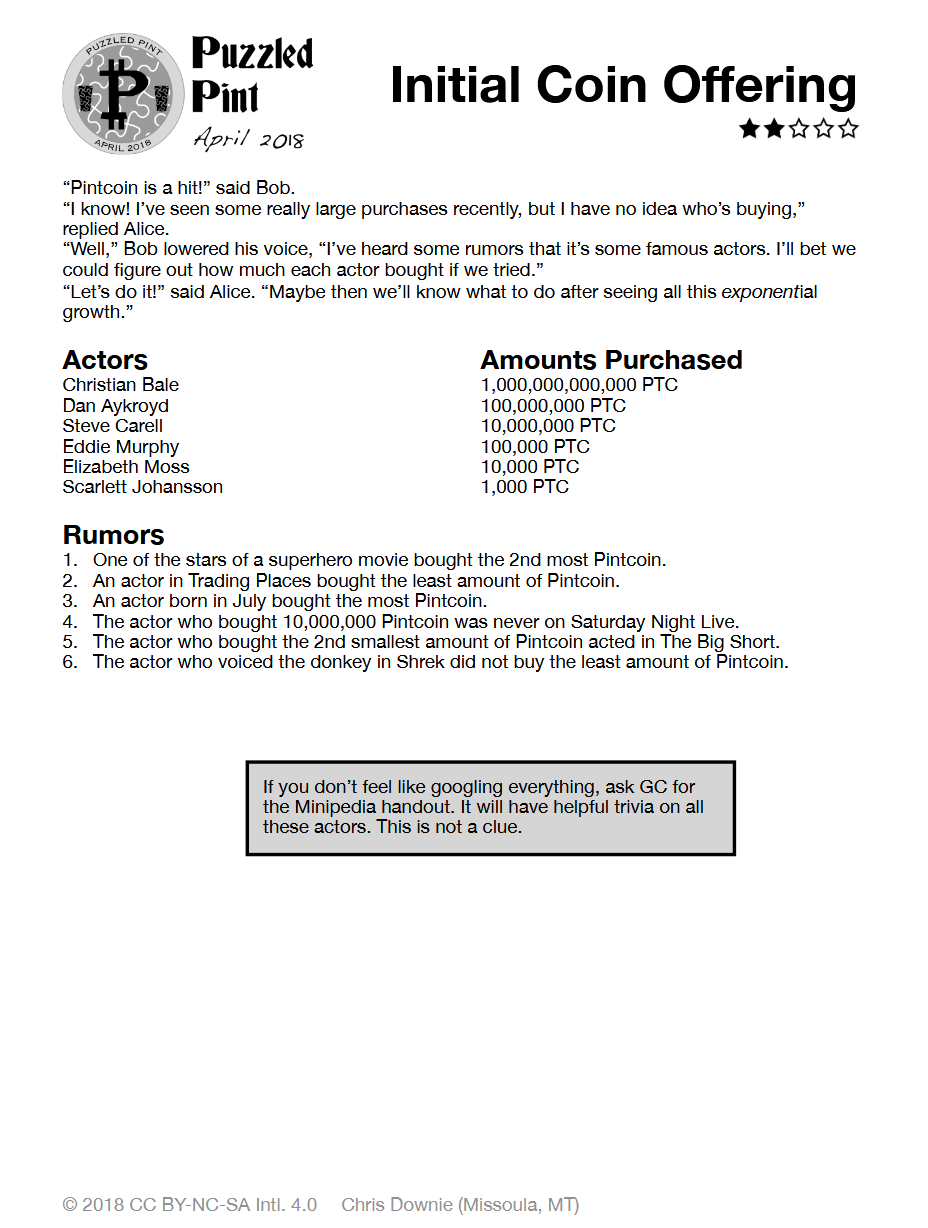 PUZZLED PINT
APRIL 2018
Puzzled
Pint
April 2018
Initial Coin Offering
“Pintcoin is a hit!” said Bob.
“I know! I’ve seen some really large purchases recently, but I have no idea who’s buying,”
replied Alice.
“Well,” Bob lowered his voice, “I’ve heard some rumors that it’s some famous actors. I’ll bet we
could figure out how much each actor bought if we tried.”
“Let’s do it!” said Alice. “Maybe then we’ll know what to do after seeing all this exponential
growth.”
Actors
Christian Bale
Dan Aykroyd
Steve Carell
Eddie Murphy
Elizabeth Moss
Scarlett Johansson
Amounts Purchased
1,000,000,000,000 PTC
100,000,000 PTC
10,000,000 PTC
100,000 PTC
10,000 PTC
1,000 PTC
Rumors
1. One of the stars of a superhero movie bought the 2nd most Pintcoin.
2. An actor in Trading Places bought the least amount of Pintcoin.
3. An actor born in July bought the most Pintcoin.
4. The actor who bought 10,000,000 Pintcoin was never on Saturday Night Live.
5. The actor who bought the 2nd smallest amount of Pintcoin acted in The Big Short.
6. The actor who voiced the donkey in Shrek did not buy the least amount of Pintcoin.
If you don’t feel like googling everything, ask GC for
the Minipedia handout. It will have helpful trivia on all
these actors. This is not a clue.
© 2018 CC BY-NC-SA Intl. 4.0 Chris Downie (Missoula, MT)